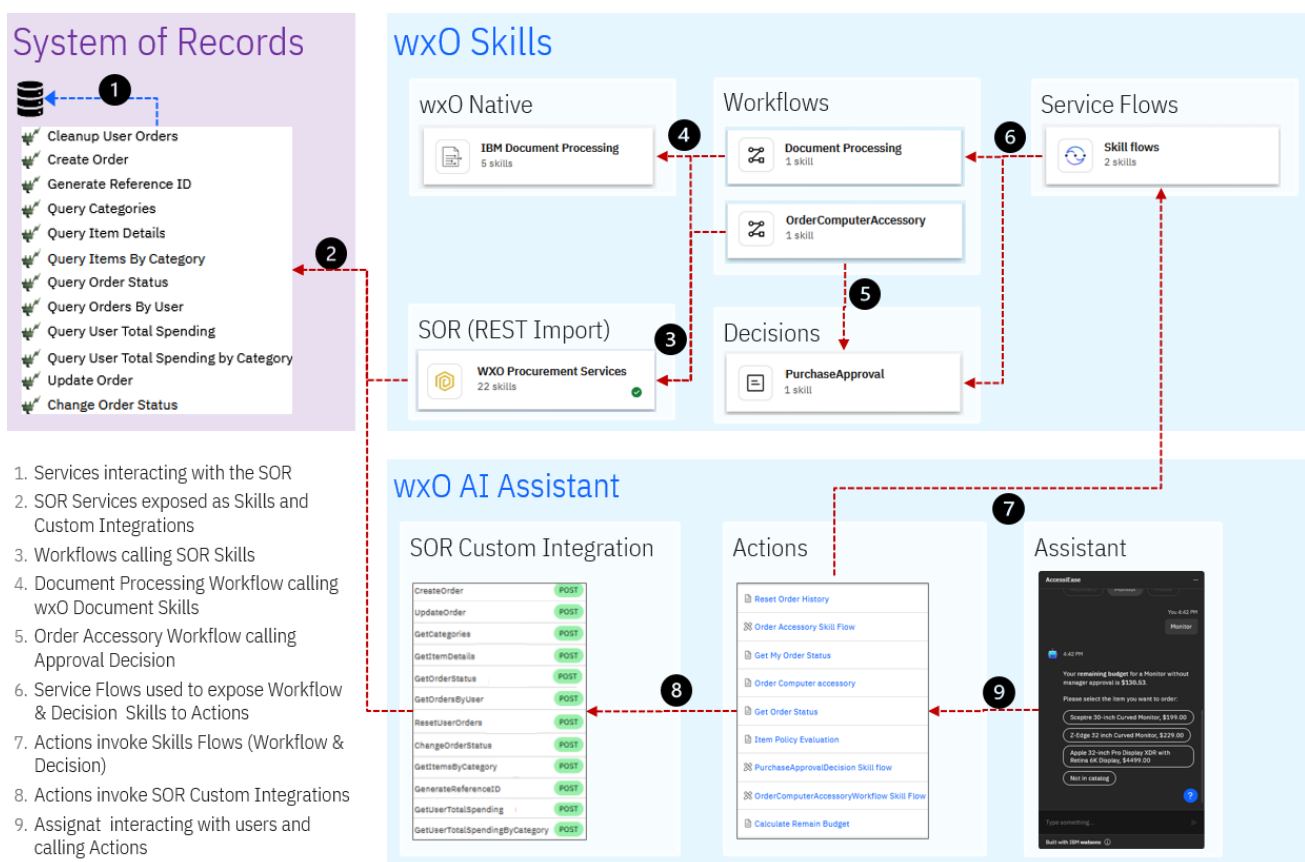 System of Records
1
Cleanup User Orders
Create Order
Generate Reference ID
Query Categories
Query Item Details
Query Items By Category
Query Order Status
Query Orders By User
Query User Total Spending
Query User Total Spending by Category
Update Order
Change Order Status
2
wxO Skills
wxO Native
IBM Document Processing
5 skills
4
Workflows
Document Processing
1 skill
OrderComputerAccessory
1 skill
6
Service Flows
Skill flows
2 skills
5
SOR (REST Import)
3
WXO Procurement Services
22 skills
Decisions
PurchaseApproval
1 skill
1. Services interacting with the SOR
2. SOR Services exposed as Skills and
Custom Integrations
3. Workflows calling SOR Skills
4. Document Processing Workflow calling
wxO Document Skills
5. Order Accessory Workflow calling
Approval Decision
6. Service Flows used to expose Workflow
& Decision Skills to Actions
7. Actions invoke Skills Flows (Workflow &
Decision)
8. Actions invoke SOR Custom Integrations
9. Assignat interacting with users and
calling Actions
wxO AI Assistant
7
SOR Custom Integration
CreateOrder POST
UpdateOrder POST
GetCategories POST
GetItemDetails POST
GetOrderStatus POST
GetOrdersByUser POST
ResetUserOrders POST
ChangeOrderStatus POST
GetItemsByCategory POST
GenerateReferenceID POST
GetUserTotalSpending POST
GetUserTotalSpendingByCategory POST
8
Actions
Reset Order History
Order Accessory Skill Flow
Get My Order Status
Order Computer accessory
Get Order Status
Item Policy Evaluation
PurchaseApprovalDecision Skill flow
OrderComputerAccessoryWorkflow Skill Flow
Calculate Remain Budget
9
Assistant
AccessiEase
You 4:42 PM
Monitor
4:42 PM
Your remaining budget for a Monitor without
manager approval is $130.53.
Please select the item you want to order:
Sceptre 30-inch Curved Monitor, $199.00
Z-Edge 32 inch Curved Monitor, $229.00
Apple 32-inch Pro Display XDR with
Retina 6K Display, $4499.00
Not in catalog
?
Type something...
Built with IBM watsonx